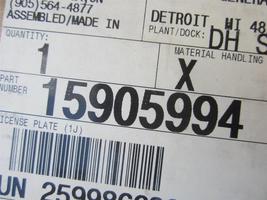 (905)564-4877
ASSEMBLED/MADE IN
DETROIT, MI 48
PLANT/DOCK: DH S
QUANTITY:
1
MATERIAL HANDLING
X
PART
NUMBER
15905994
LICENSE PLATE (1J)
UN